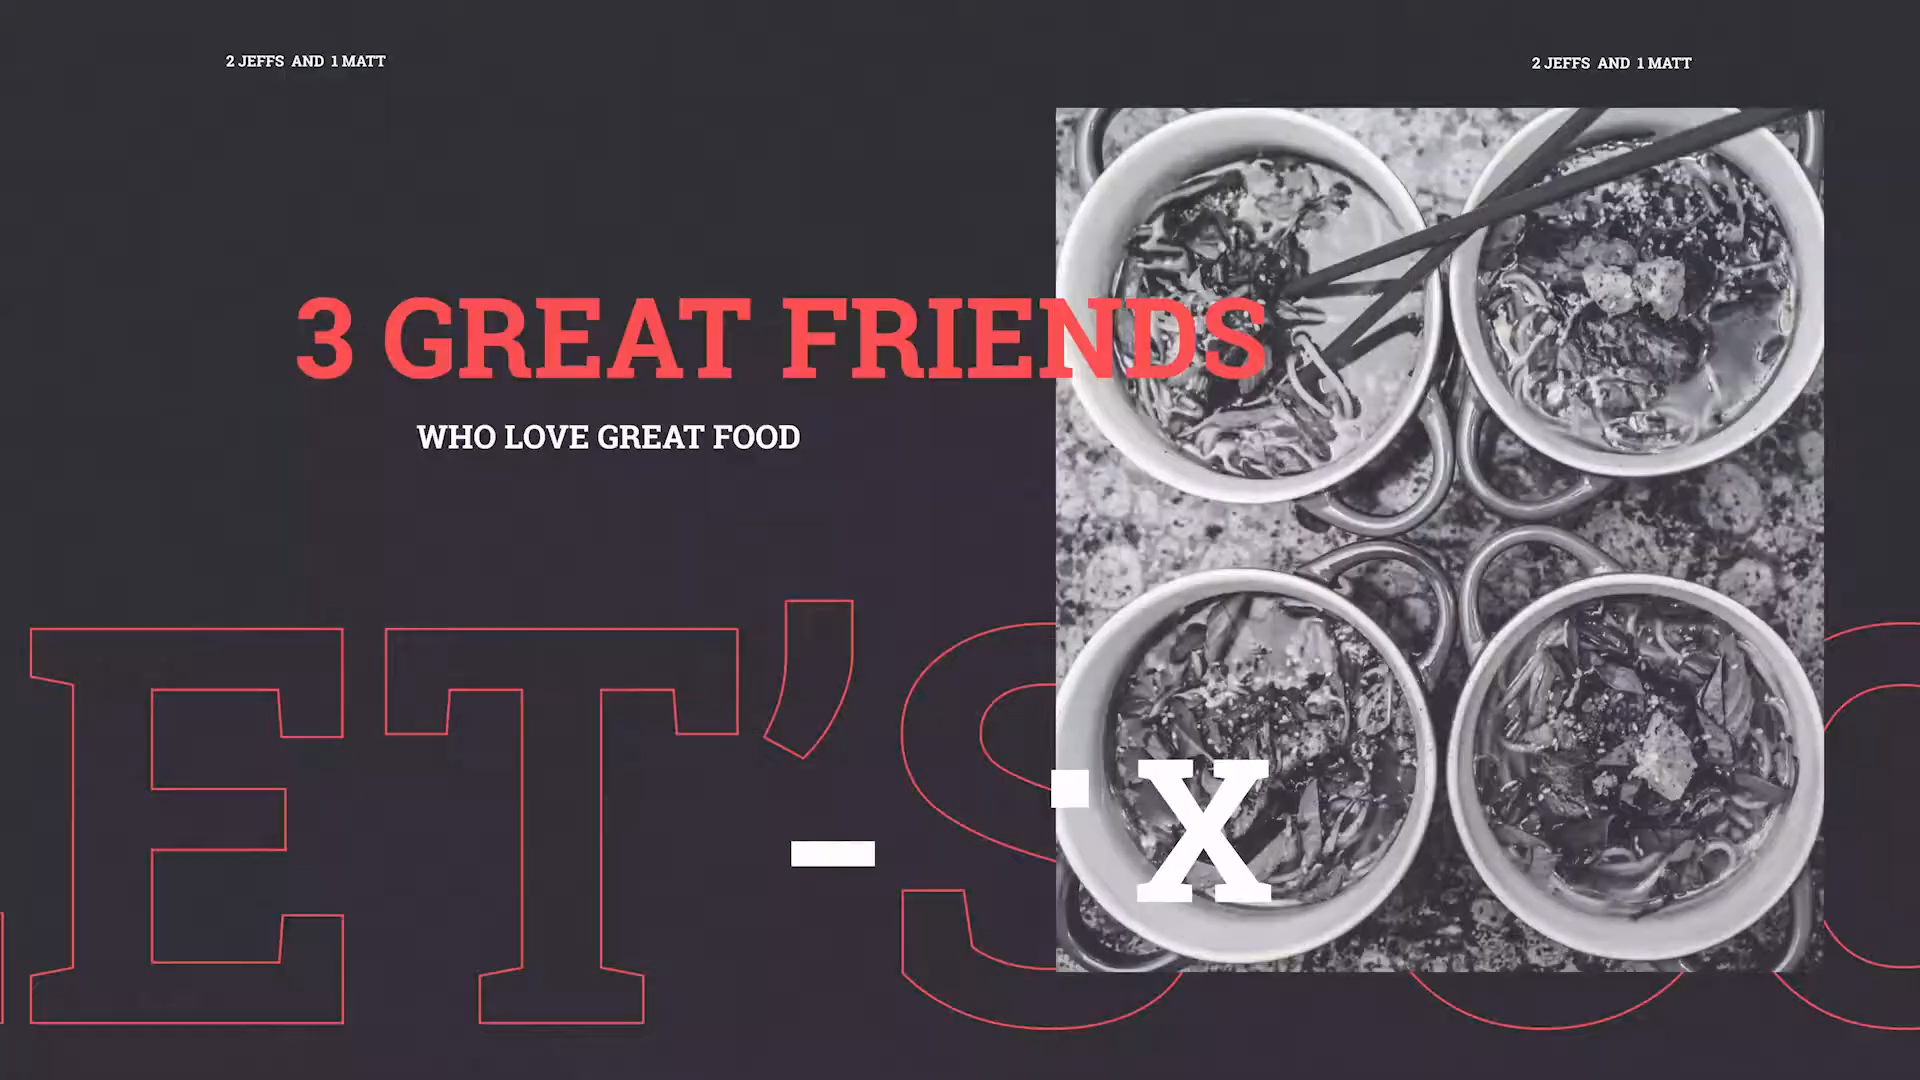 2 JEFFS AND 1 MATT
2 JEFFS AND 1 MATT
3 GREAT FRIENDS
WHO LOVE GREAT FOOD
ET'S
X